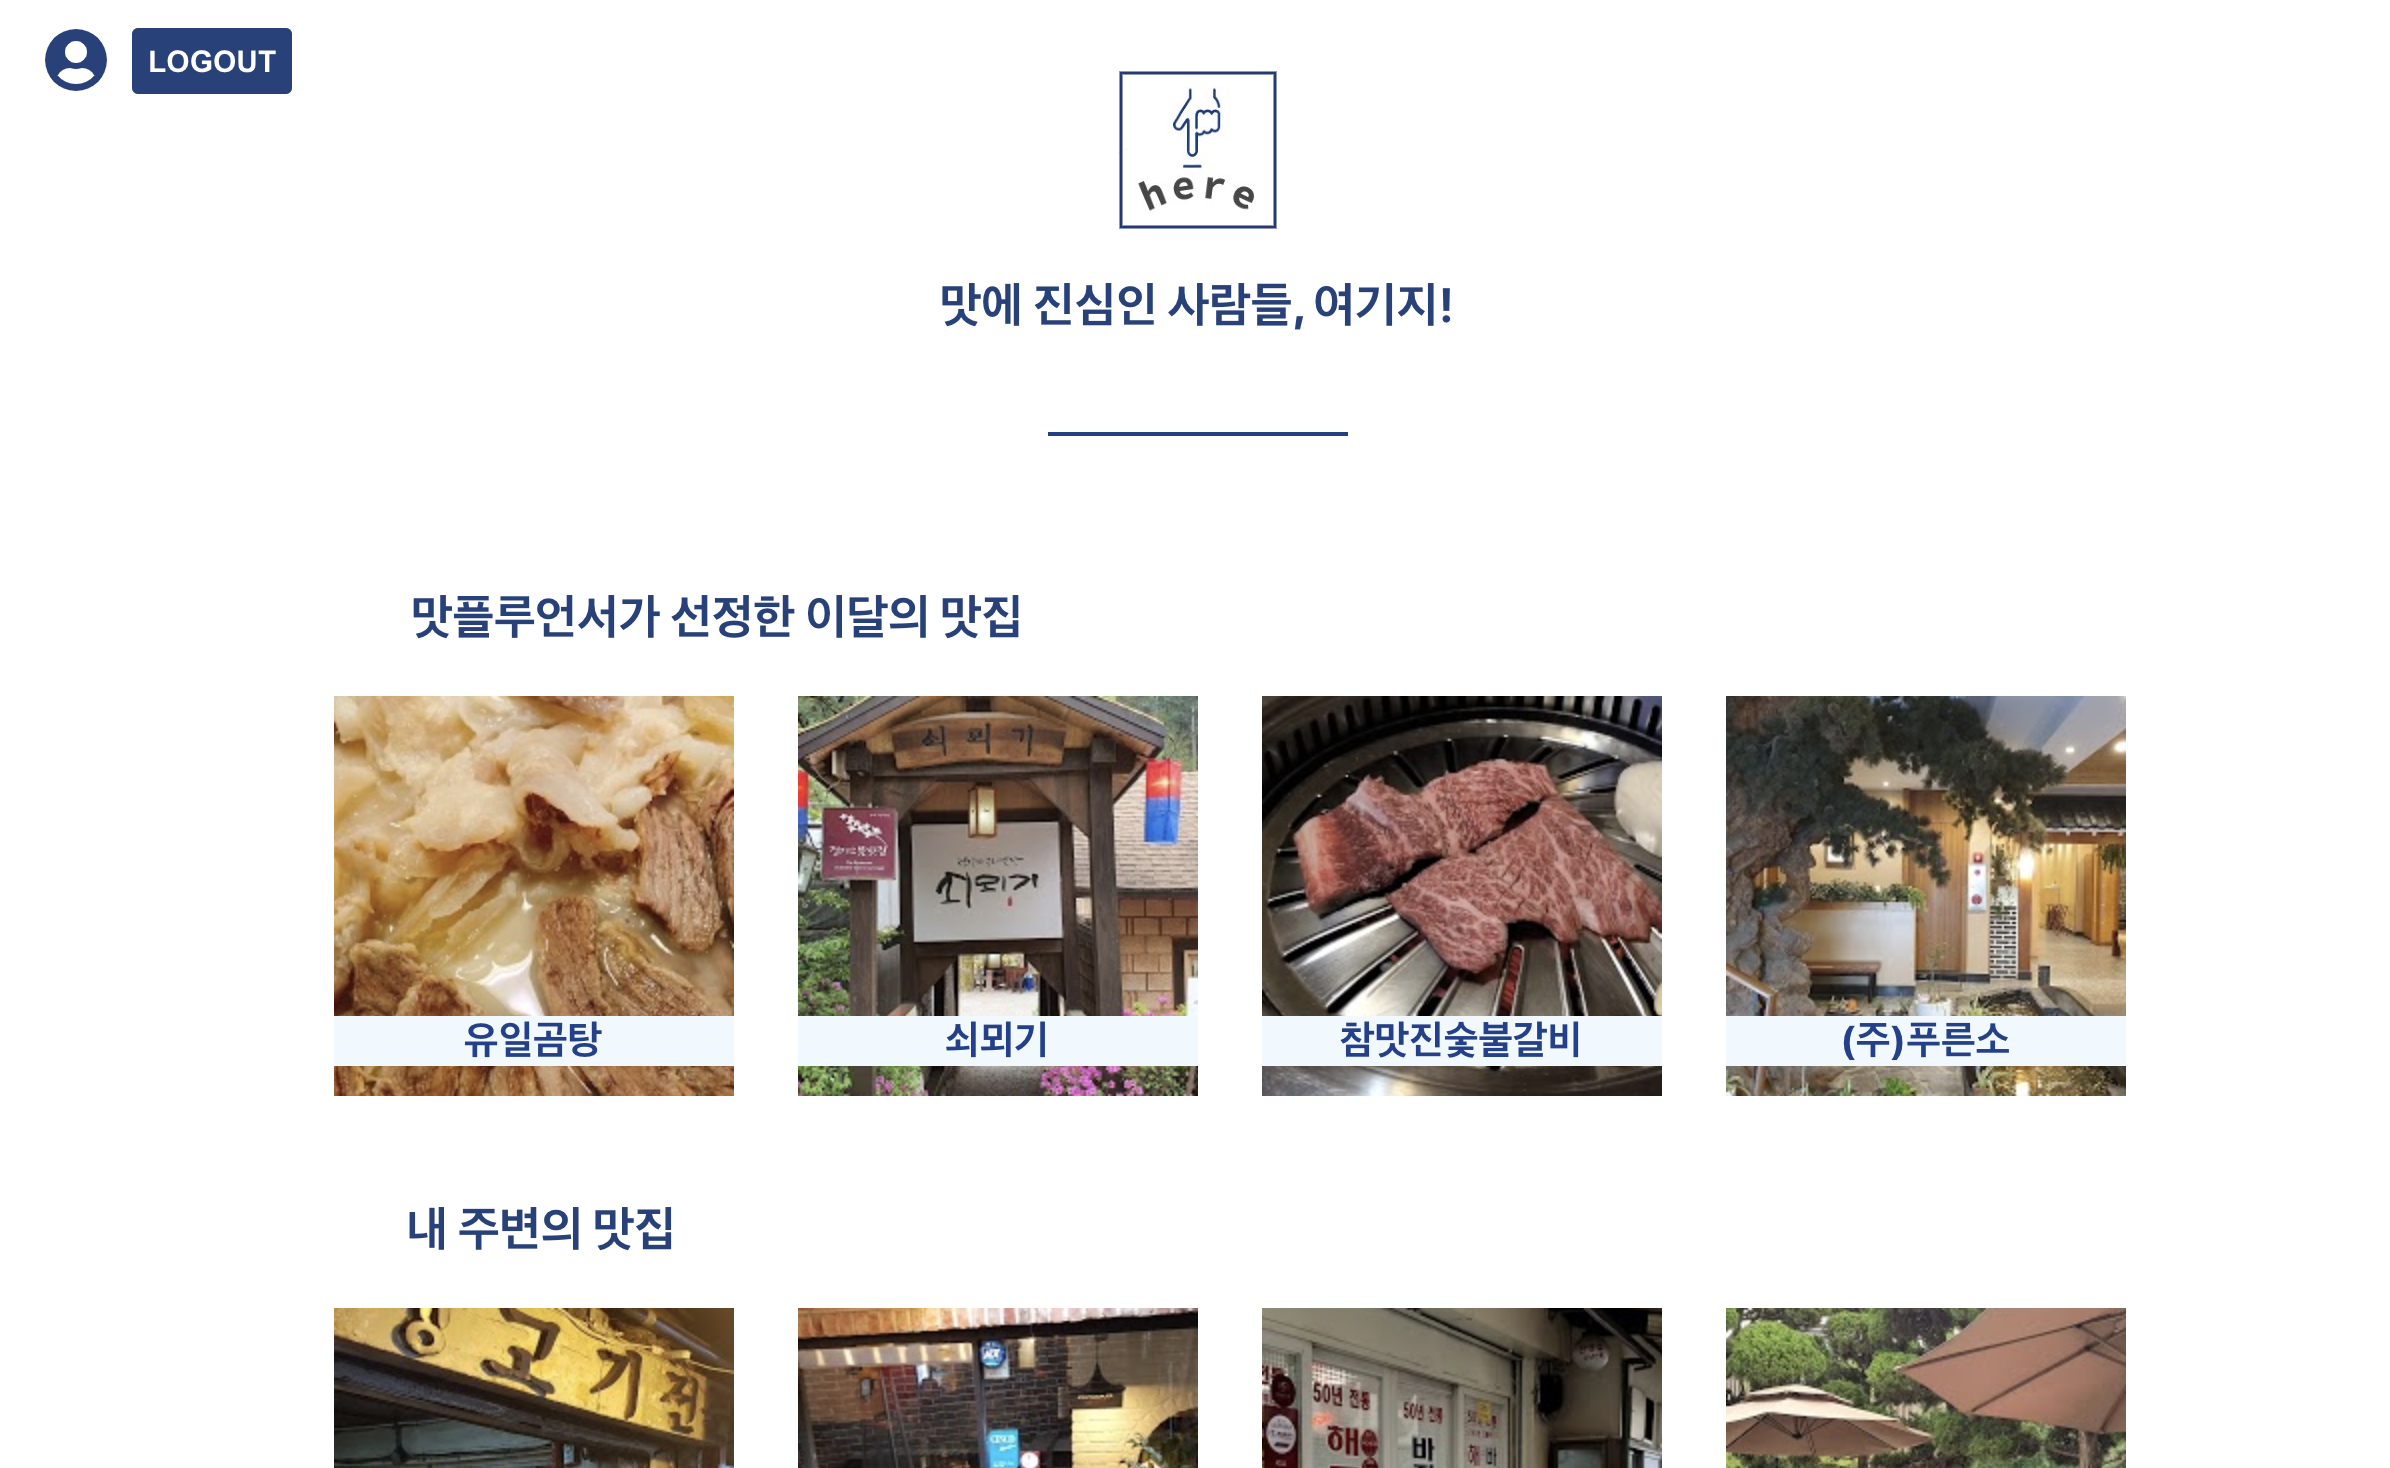 LOGOUT
here
맛에 진심인 사람들, 여기지!
맛플루언서가 선정한 이달의 맛집
쇠뫼기
쇠뫼기
유일곰탕
쇠뫼기
참맛진숯불갈비
(주)푸른소
내 주변의 맛집
고기전
50년 전통
50년 전통
해
바
해 바